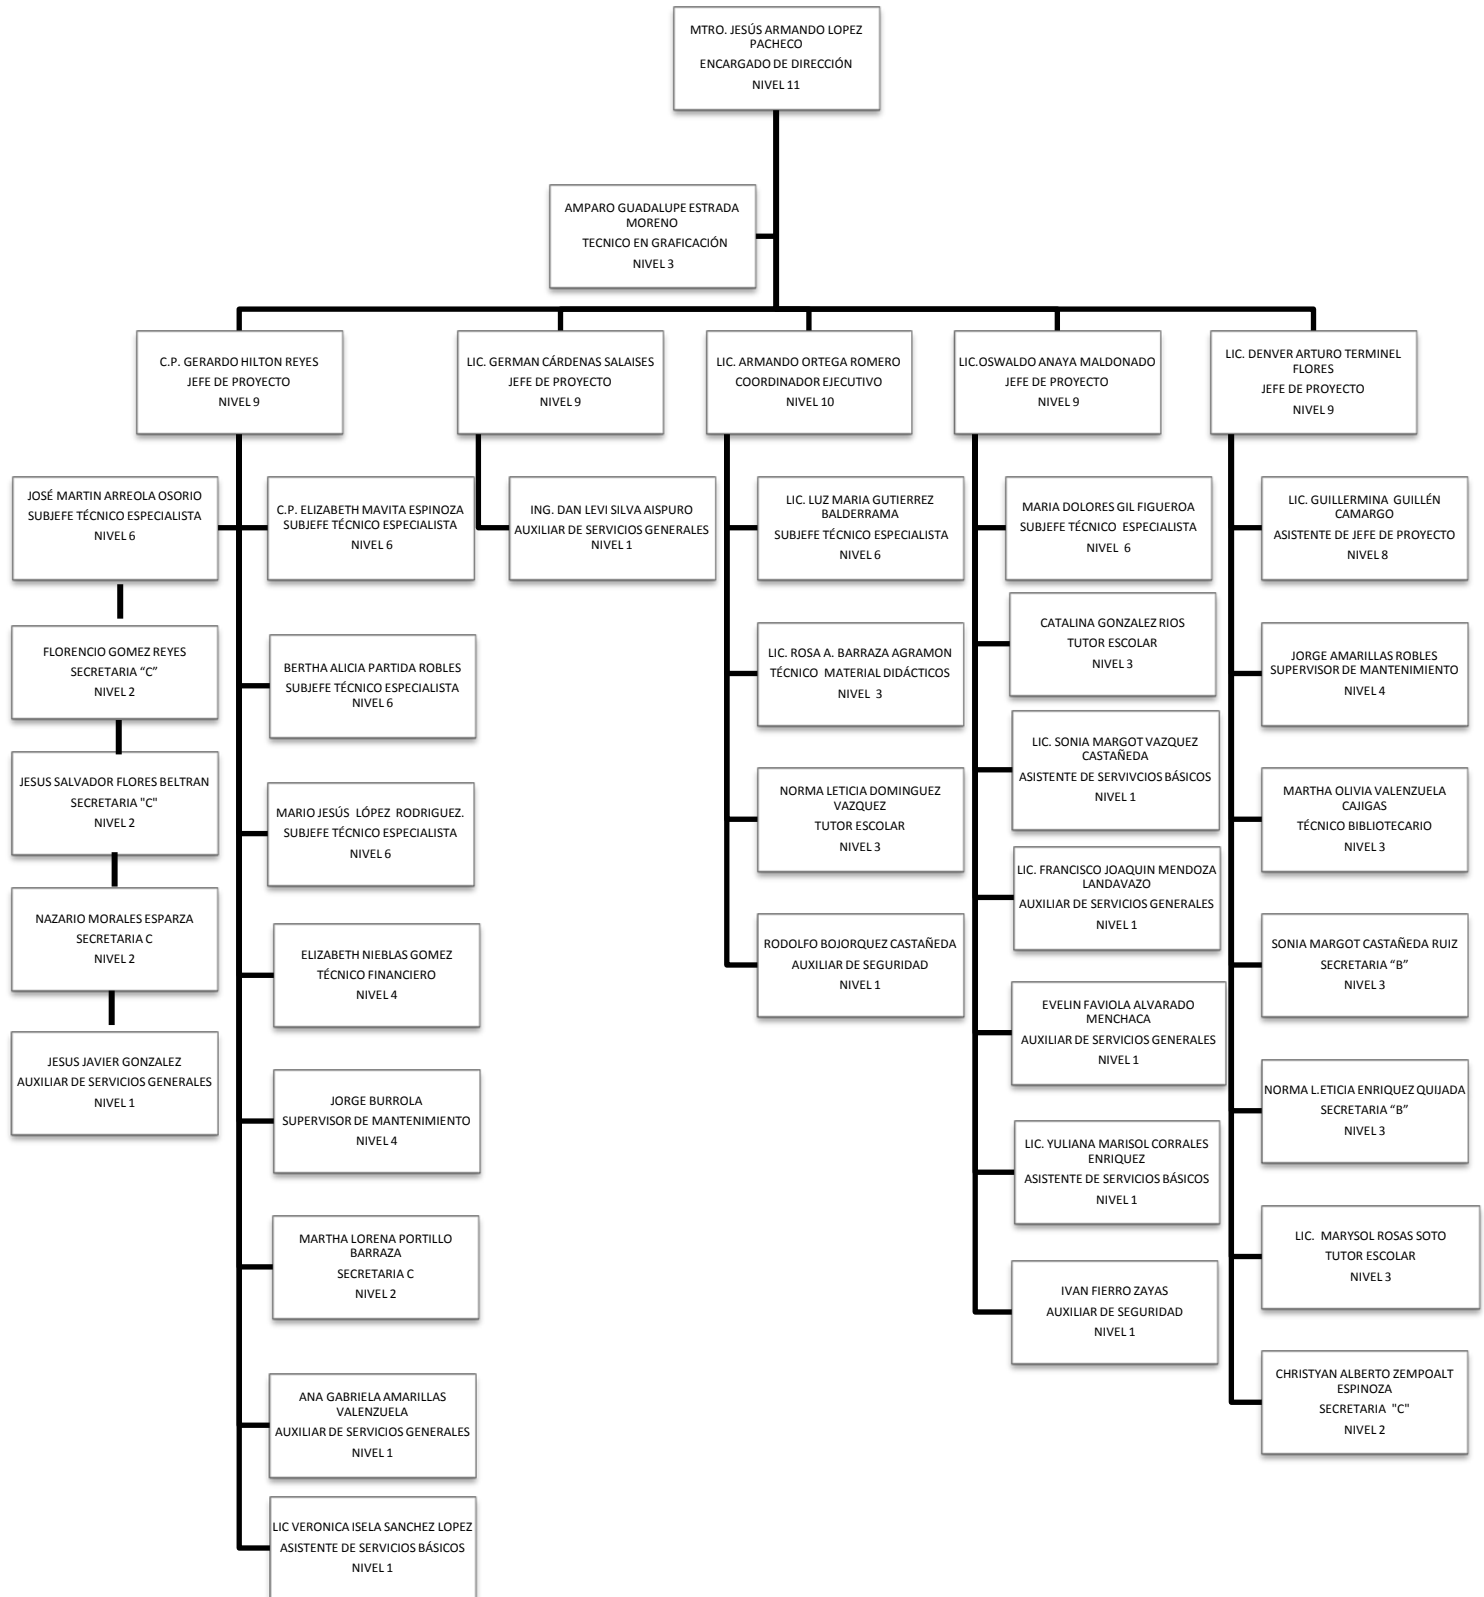 MTRO. JESÚS ARMANDO LOPEZ
PACHECO
ENCARGADO DE DIRECCIÓN
NIVEL 11
AMPARO GUADALUPE ESTRADA
MORENO
TECNICO EN GRAFICACIÓN
NIVEL 3
C.P. GERARDO HILTON REYES
JEFE DE PROYECTO
NIVEL 9
LIC. GERMAN CÁRDENAS SALAISES
JEFE DE PROYECTO
NIVEL 9
LIC. ARMANDO ORTEGA ROMERO
COORDINADOR EJECUTIVO
NIVEL 10
LIC.OSWALDO ANAYA MALDONADO
JEFE DE PROYECTO
NIVEL 9
LIC. DENVER ARTURO TERMINEL
FLORES
JEFE DE PROYECTO
NIVEL 9
JOSÉ MARTIN ARREOLA OSORIO
SUBJEFE TÉCNICO ESPECIALISTA
NIVEL 6
FLORENCIO GOMEZ REYES
SECRETARIA “C”
NIVEL 2
JESUS SALVADOR FLORES BELTRAN
SECRETARIA "C"
NIVEL 2
NAZARIO MORALES ESPARZA
SECRETARIA C
NIVEL 2
JESUS JAVIER GONZALEZ
AUXILIAR DE SERVICIOS GENERALES
NIVEL 1
C.P. ELIZABETH MAVITA ESPINOZA
SUBJEFE TÉCNICO ESPECIALISTA
NIVEL 6
BERTHA ALICIA PARTIDA ROBLES
SUBJEFE TÉCNICO ESPECIALISTA
NIVEL 6
MARIO JESÚS  LÓPEZ  RODRIGUEZ.
SUBJEFE TÉCNICO ESPECIALISTA
NIVEL 6
ELIZABETH NIEBLAS GOMEZ
TÉCNICO FINANCIERO
NIVEL 4
JORGE BURROLA
SUPERVISOR DE MANTENIMIENTO
NIVEL 4
MARTHA LORENA PORTILLO
BARRAZA
SECRETARIA C
NIVEL 2
ANA GABRIELA AMARILLAS
VALENZUELA
AUXILIAR DE SERVICIOS GENERALES
NIVEL 1
LIC VERONICA ISELA SANCHEZ LOPEZ
ASISTENTE DE SERVICIOS BÁSICOS
NIVEL 1
ING. DAN LEVI SILVA AISPURO
AUXILIAR DE SERVICIOS GENERALES
NIVEL 1
LIC. LUZ MARIA GUTIERREZ
BALDERRAMA
SUBJEFE TÉCNICO ESPECIALISTA
NIVEL 6
LIC. ROSA A. BARRAZA AGRAMON
TÉCNICO  MATERIAL DIDÁCTICOS
NIVEL  3
NORMA LETICIA DOMINGUEZ
VAZQUEZ
TUTOR ESCOLAR
NIVEL 3
RODOLFO BOJORQUEZ CASTAÑEDA
AUXILIAR DE SEGURIDAD
NIVEL 1
MARIA DOLORES GIL FIGUEROA
SUBJEFE TÉCNICO  ESPECIALISTA
NIVEL  6
CATALINA GONZALEZ RIOS
TUTOR ESCOLAR
NIVEL 3
LIC. SONIA MARGOT VAZQUEZ
CASTAÑEDA
ASISTENTE DE SERVIVCIOS BÁSICOS
NIVEL 1
LIC. FRANCISCO JOAQUIN MENDOZA
LANDAVAZO
AUXILIAR DE SERVICIOS GENERALES
NIVEL 1
EVELIN FAVIOLA ALVARADO
MENCHACA
AUXILIAR DE SERVICIOS GENERALES
NIVEL 1
LIC. YULIANA MARISOL CORRALES
ENRIQUEZ
ASISTENTE DE SERVICIOS BÁSICOS
NIVEL 1
IVAN FIERRO ZAYAS
AUXILIAR DE SEGURIDAD
NIVEL 1
LIC. GUILLERMINA  GUILLÉN
CAMARGO
ASISTENTE DE JEFE DE PROYECTO
NIVEL 8
JORGE AMARILLAS ROBLES
SUPERVISOR DE MANTENIMIENTO
NIVEL 4
MARTHA OLIVIA VALENZUELA
CAJIGAS
TÉCNICO BIBLIOTECARIO
NIVEL 3
SONIA MARGOT CASTAÑEDA RUIZ
SECRETARIA “B”
NIVEL 3
NORMA L.ETICIA ENRIQUEZ QUIJADA
SECRETARIA “B”
NIVEL 3
LIC.  MARYSOL ROSAS SOTO
TUTOR ESCOLAR
NIVEL 3
CHRISTYAN ALBERTO ZEMPOALT
ESPINOZA
SECRETARIA  "C"
NIVEL 2